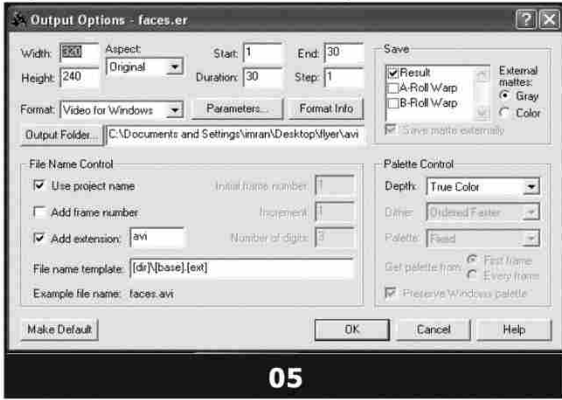 Output Options - faces.er
Width: 320 Aspect: Start: 1 End: 30
Original
Height: 240 Duration: 30 Step: 1
Format: Video for Windows Parameters... Format Info
Output Folder... C:\Documents and Settings\imran\Desktop\flyer\avi
Save
Result
A-Roll Warp
B-Roll Warp
External mattes:
Gray
Color
Save matte externally
File Name Control
Use project name Initial frame number: 1
Add frame number Increment: 1
Add extension: avi Number of digits: 3
File name template: [dir]\[base].[ext]
Example file name: faces.avi
Palette Control
Depth: True Color
Dither: Ordered Faster
Palette: Fixed
Get palette from: First frame
Every frame
Preserve Windows palette
Make Default OK Cancel Help
05